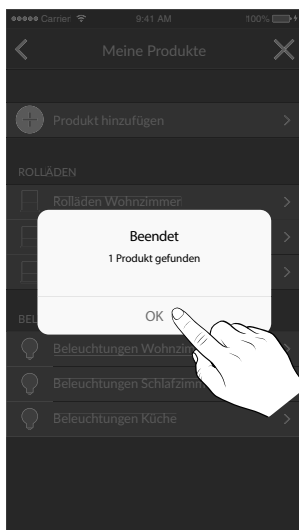 Carrier 9:41 AM 100%
Meine Produkte
Produkt hinzufügen
ROLLÄDEN
Rolläden Wohnzimmer
Beendet
1 Produkt gefunden
OK
BEL
Beleuchtungen Wohnzim
Beleuchtungen Schlafzimm
Beleuchtungen Küche